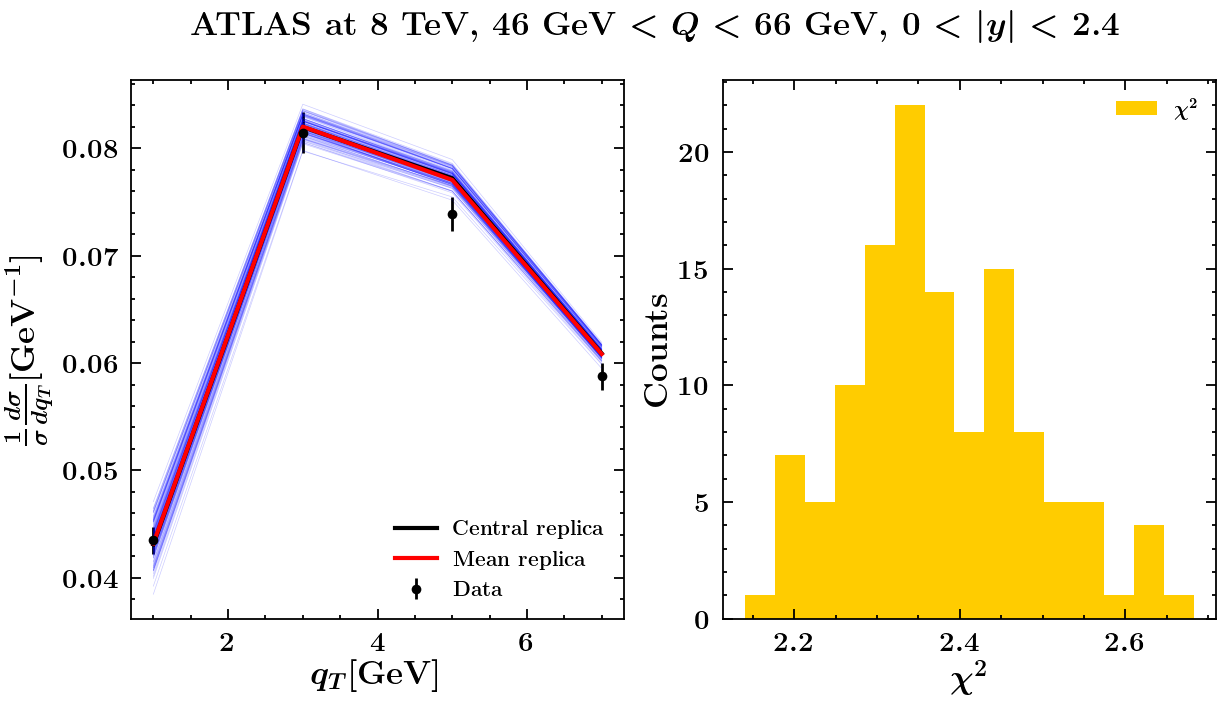 ATLAS at 8 TeV, 46 GeV < Q < 66 GeV, 0 < |y| < 2.4
0.08
0.07
0.06
0.05
0.04
1/σ dσ/dq_T [GeV⁻¹]
Central replica
Mean replica
Data
2 4 6
q_T [GeV]
χ²
20
15
10
5
0
Counts
2.2 2.4 2.6
χ²